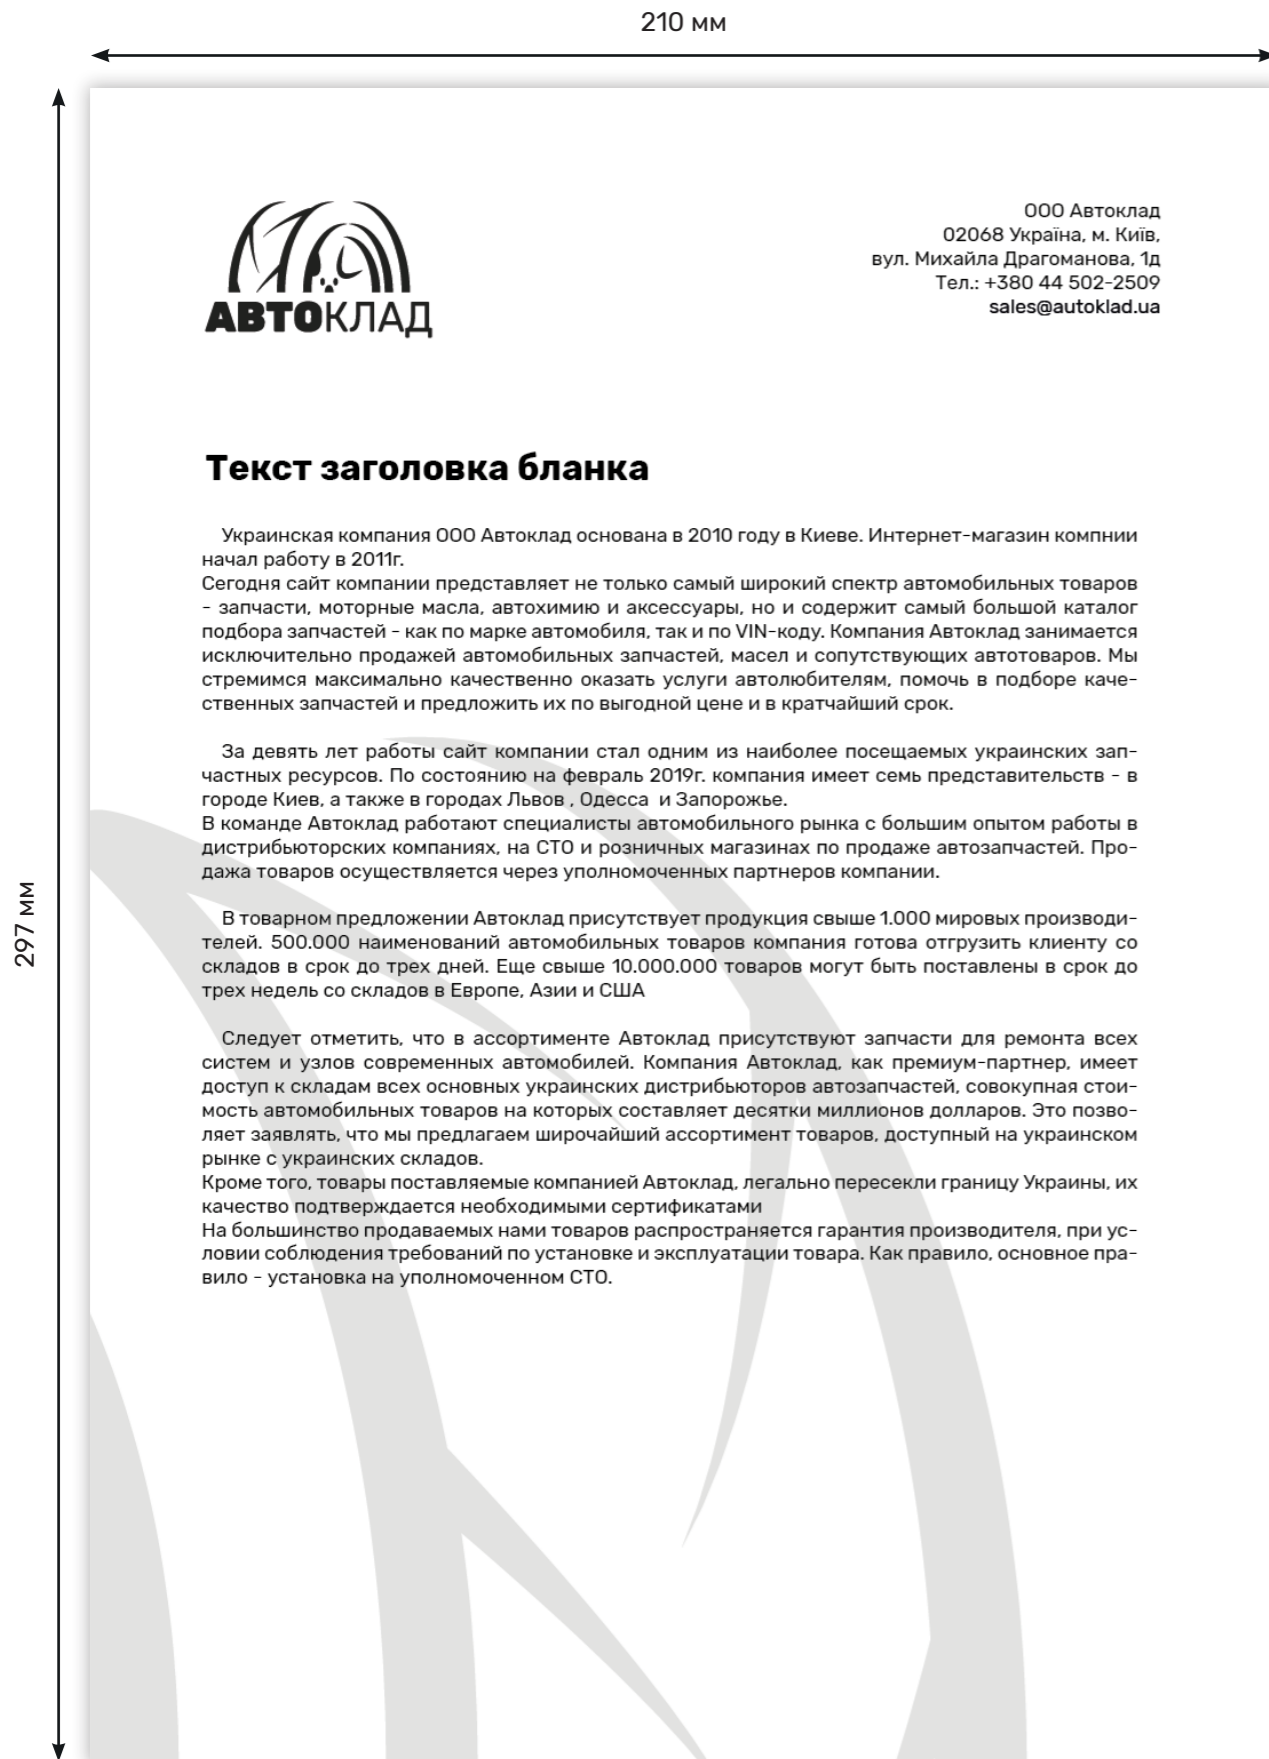 210 мм
ООО Автоклад
02068 Україна, м. Київ,
вул. Михайла Драгоманова, 1д
Тел.: +380 44 502-2509
sales@autoklad.ua
АВТОКЛАД
Текст заголовка бланка
Украинская компания ООО Автоклад основана в 2010 году в Киеве. Интернет-магазин компнии
начал работу в 2011г.
Сегодня сайт компании представляет не только самый широкий спектр автомобильных товаров
- запчасти, моторные масла, автохимию и аксессуары, но и содержит самый большой каталог
подбора запчастей - как по марке автомобиля, так и по VIN-коду. Компания Автоклад занимается
исключительно продажей автомобильных запчастей, масел и сопутствующих автотоваров. Мы
стремимся максимально качественно оказать услуги автолюбителям, помочь в подборе каче-
ственных запчастей и предложить их по выгодной цене и в кратчайший срок.
За девять лет работы сайт компании стал одним из наиболее посещаемых украинских зап-
частных ресурсов. По состоянию на февраль 2019г. компания имеет семь представительств - в
городе Киев, а также в городах Львов , Одесса  и Запорожье.
В команде Автоклад работают специалисты автомобильного рынка с большим опытом работы в
дистрибьюторских компаниях, на СТО и розничных магазинах по продаже автозапчастей. Про-
дажа товаров осуществляется через уполномоченных партнеров компании.
В товарном предложении Автоклад присутствует продукция свыше 1.000 мировых производи-
телей. 500.000 наименований автомобильных товаров компания готова отгрузить клиенту со
складов в срок до трех дней. Еще свыше 10.000.000 товаров могут быть поставлены в срок до
трех недель со складов в Европе, Азии и США
Следует отметить, что в ассортименте Автоклад присутствуют запчасти для ремонта всех
систем и узлов современных автомобилей. Компания Автоклад, как премиум-партнер, имеет
доступ к складам всех основных украинских дистрибьюторов автозапчастей, совокупная стои-
мость автомобильных товаров на которых составляет десятки миллионов долларов. Это позво-
ляет заявлять, что мы предлагаем широчайший ассортимент товаров, доступный на украинском
рынке с украинских складов.
Кроме того, товары поставляемые компанией Автоклад, легально пересекли границу Украины, их
качество подтверждается необходимыми сертификатами
На большинство продаваемых нами товаров распространяется гарантия производителя, при ус-
ловии соблюдения требований по установке и эксплуатации товара. Как правило, основное пра-
вило - установка на уполномоченном СТО.
297 мм